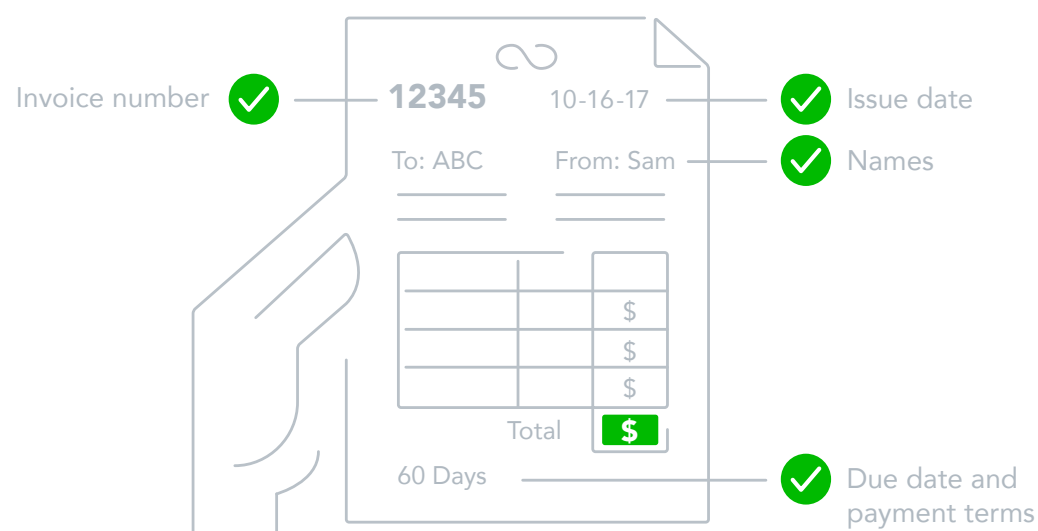 Invoice number
12345
10-16-17
Issue date
To: ABC
From: Sam
Names
$
$
$
Total
$
60 Days
Due date and
payment terms